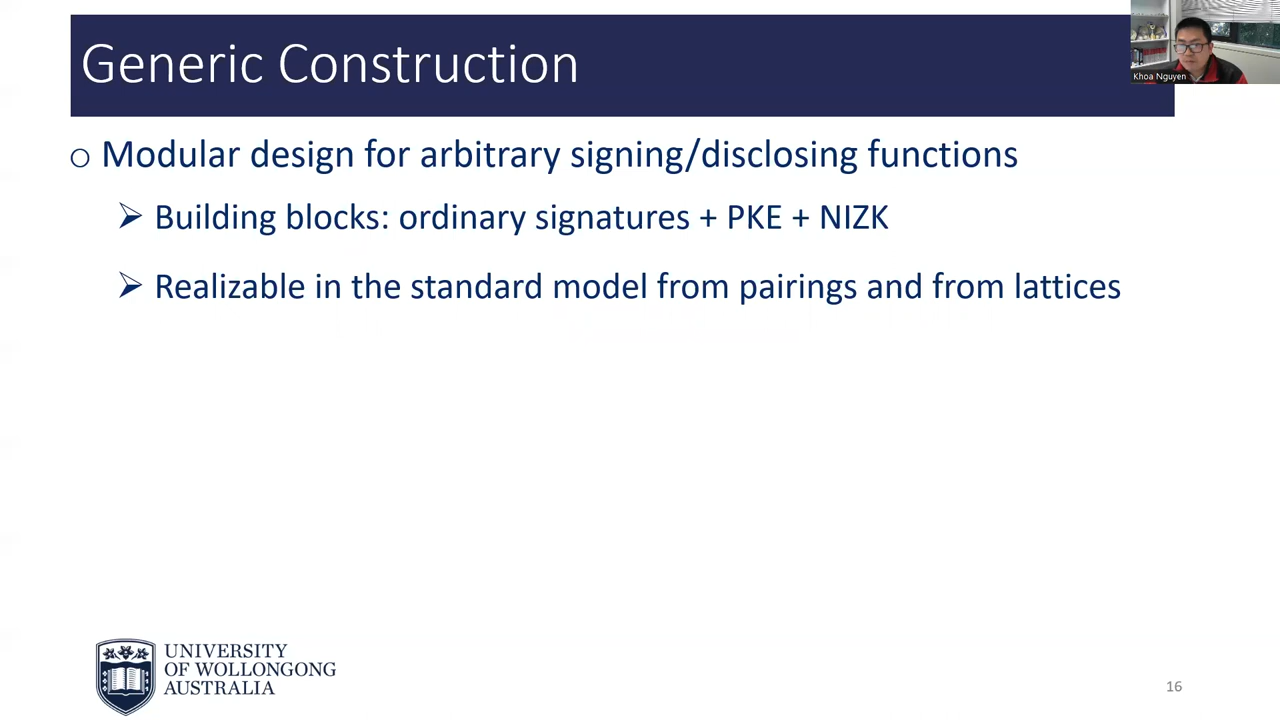 Generic Construction
Khoa Nguyen
o Modular design for arbitrary signing/disclosing functions
➢ Building blocks: ordinary signatures + PKE + NIZK
➢ Realizable in the standard model from pairings and from lattices
UNIVERSITY
OF WOLLONGONG
AUSTRALIA
16